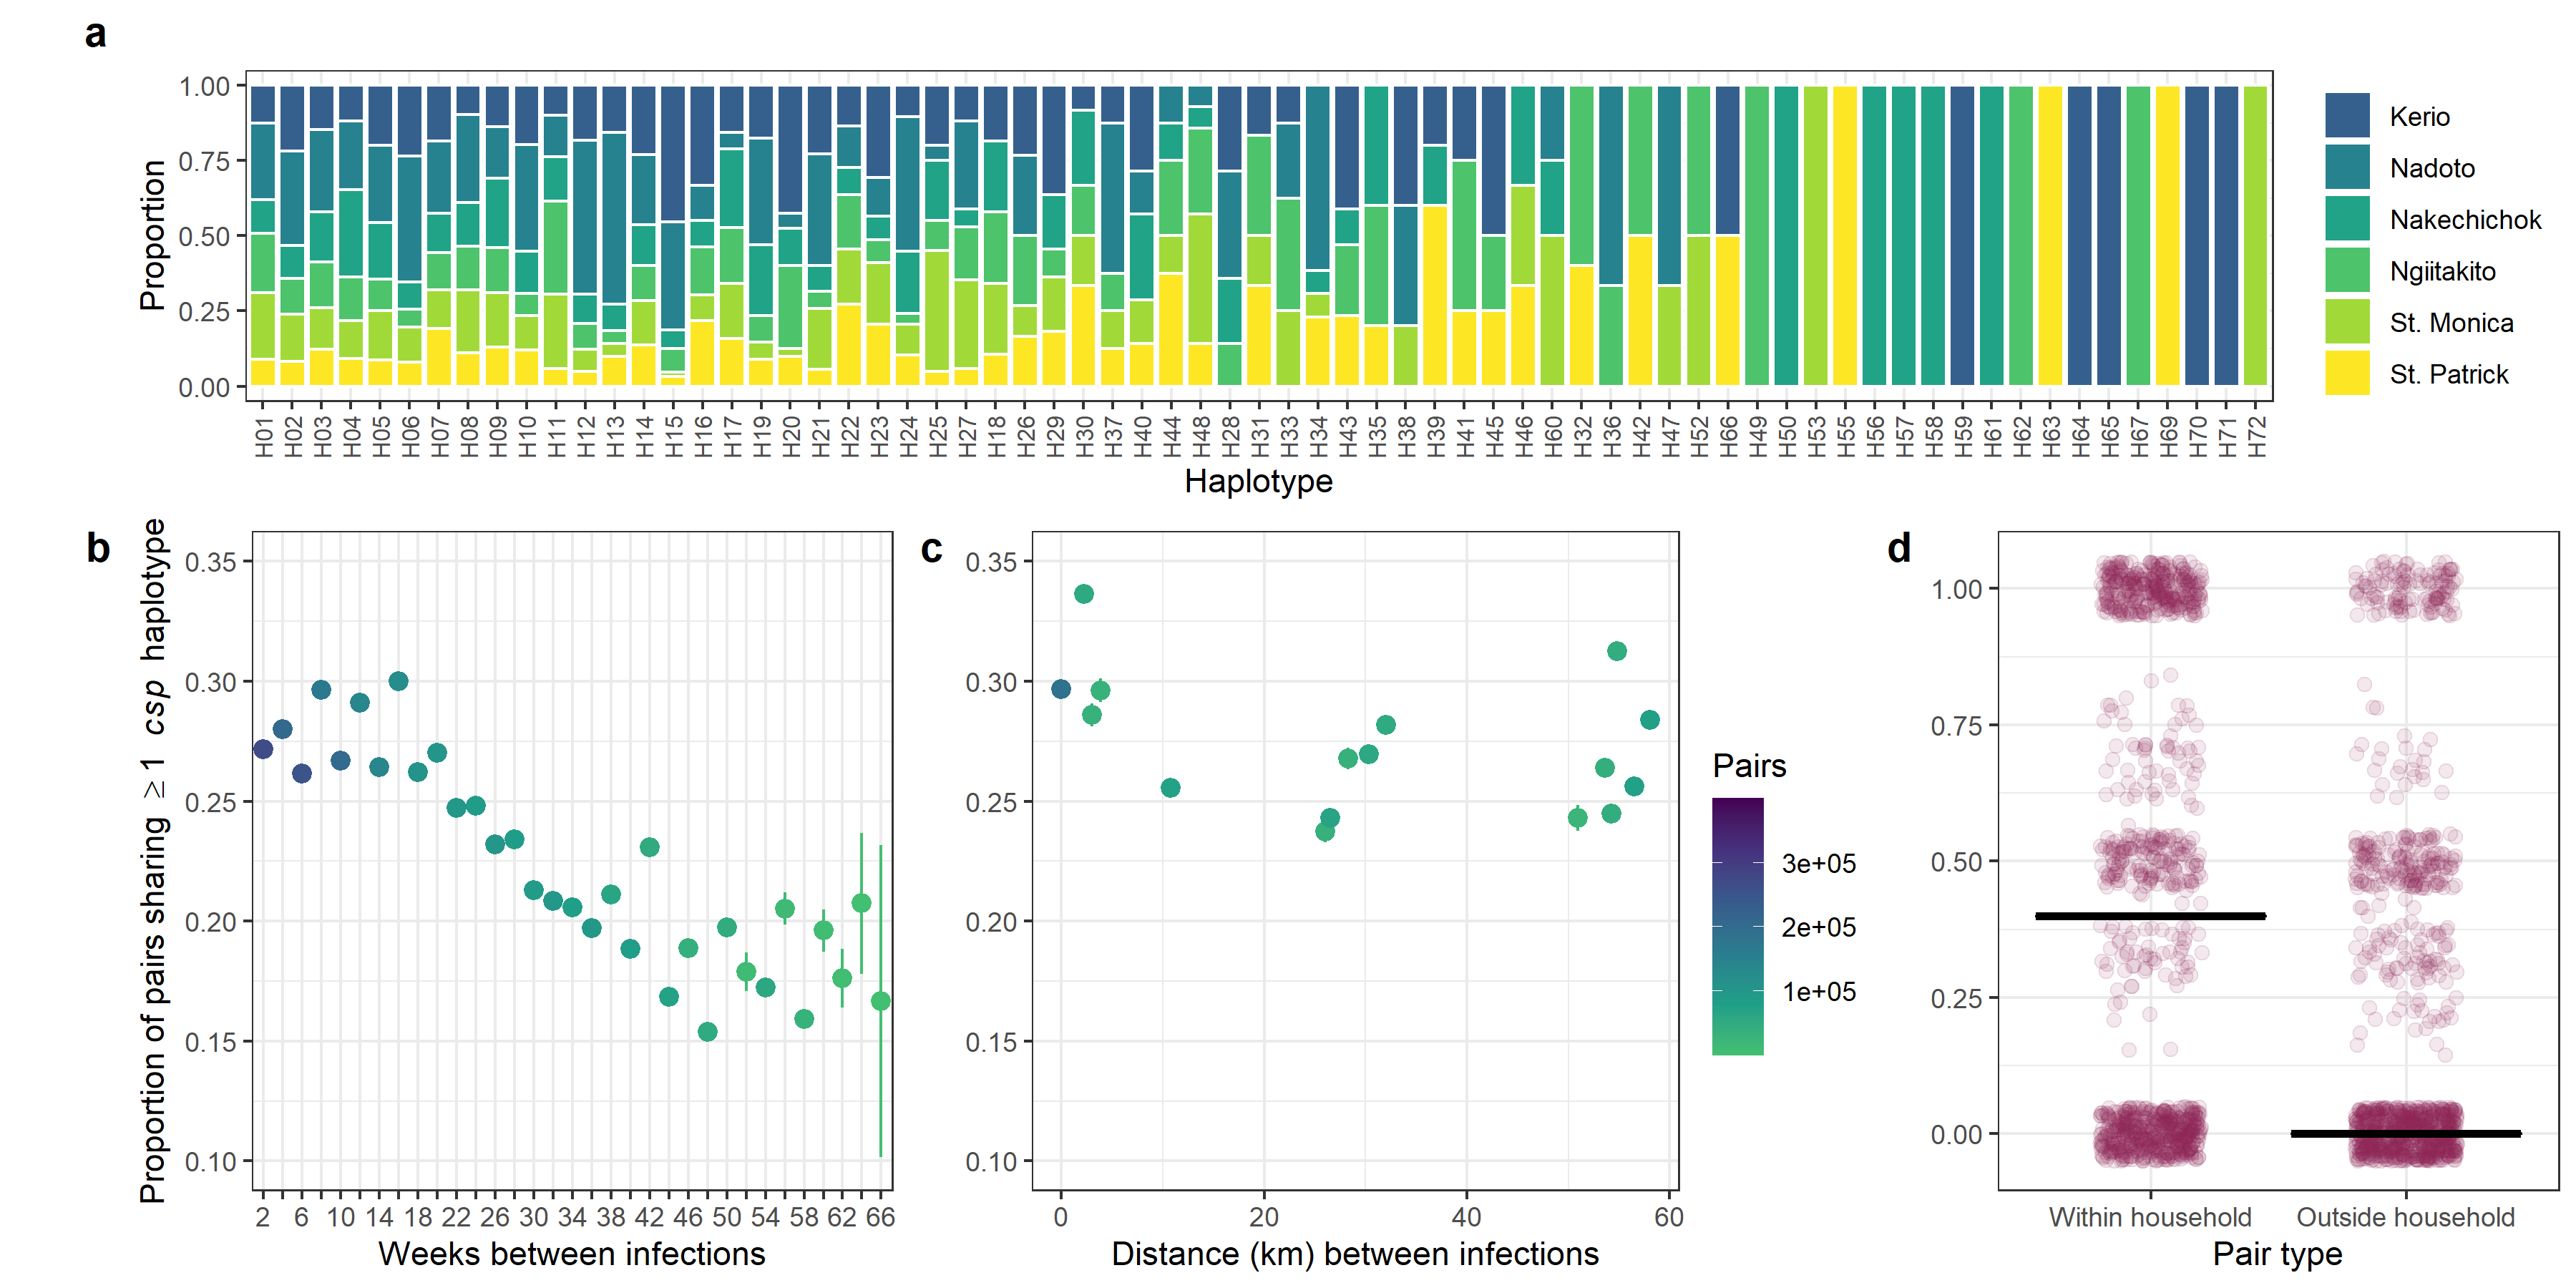 a
1.00
0.75
0.50
0.25
0.00
Proportion
H01 H02 H03 H04 H05 H06 H07 H08 H09 H10 H11 H12 H13 H14 H15 H16 H17 H19 H20 H21 H22 H23 H24 H25 H27 H18 H26 H29 H30 H37 H40 H44 H48 H28 H31 H33 H34 H43 H35 H38 H39 H41 H45 H46 H60 H32 H36 H42 H47 H52 H66 H49 H50 H53 H55 H56 H57 H58 H59 H61 H62 H63 H64 H65 H67 H69 H70 H71 H72
Haplotype
Kerio
Nadoto
Nakechichok
Ngiitakito
St. Monica
St. Patrick
b
Proportion of pairs sharing ≥ 1 csp haplotype
0.35
0.30
0.25
0.20
0.15
0.10
2 6 10 14 18 22 26 30 34 38 42 46 50 54 58 62 66
Weeks between infections
c
0.35
0.30
0.25
0.20
0.15
0.10
0 20 40 60
Distance (km) between infections
Pairs
3e+05
2e+05
1e+05
d
1.00
0.75
0.50
0.25
0.00
Within household Outside household
Pair type